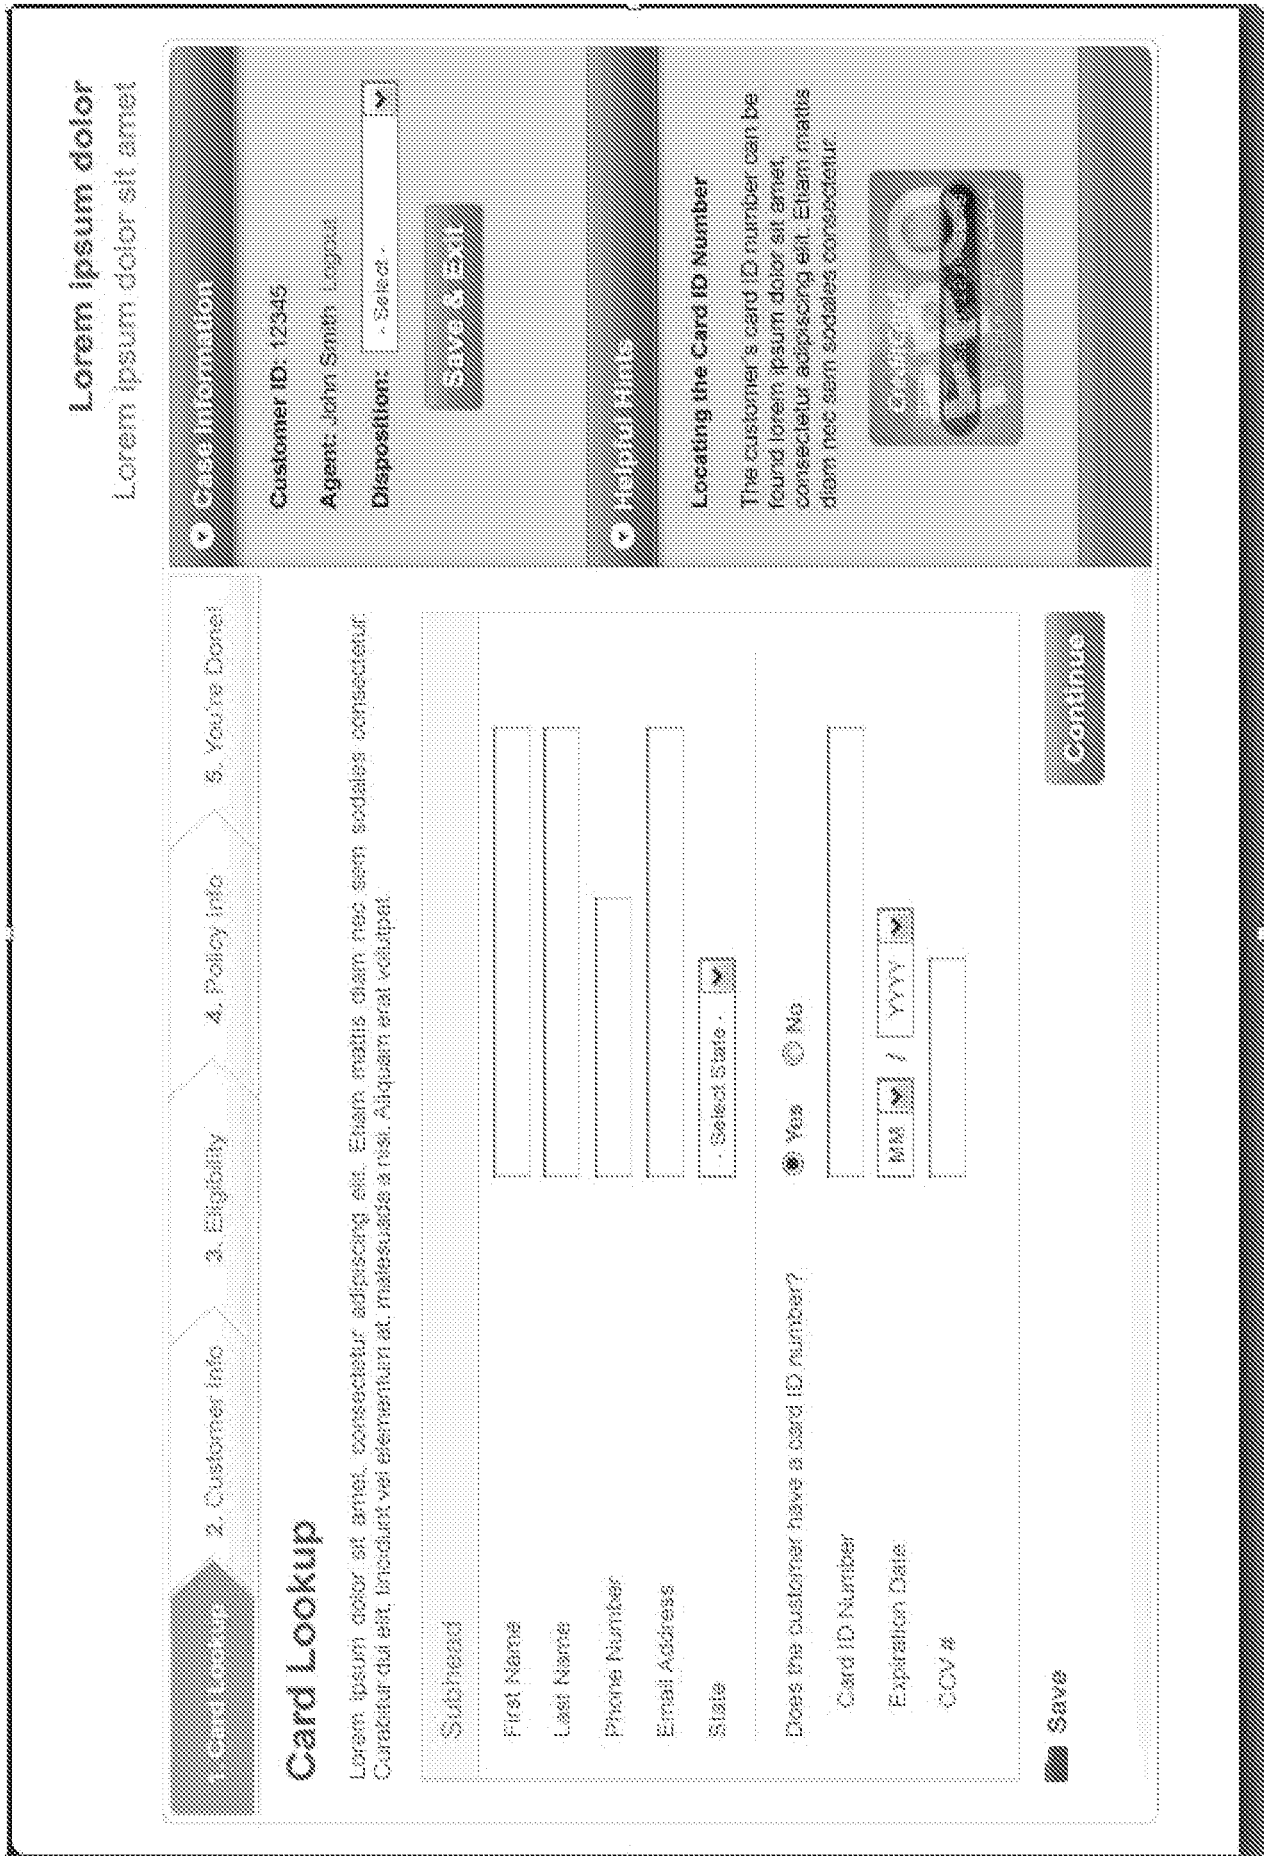 Lorem ipsum dolor
Lorem ipsum dolor sit amet
1. Card Lookup
2. Customer Info
3. Eligibility
4. Policy Info
5. You're Done!
Card Lookup
Lorem ipsum dolor sit amet, consectetur adipiscing elit. Etiam mattis diam nec sem sodales consectetur.
Curabitur dui elit, tincidunt vel elementum at, malesuada a nisl. Aliquam erat volutpat.
Subhead
First Name
Last Name
Phone Number
Email Address
State
- Select State -
Does the customer have a card ID number?
Yes
No
Card ID Number
Expiration Date
MM / YYYY
CCV #
Save
Continue
Case Information
Customer ID: 12345
Agent: John Smith Logout
Disposition:
- Select -
Save & Exit
Helpful Hints
Locating the Card ID Number
The customer's card ID number can be
found lorem ipsum dolor sit amet,
consectetur adipiscing elit. Etiam mattis
diam nec sem sodales consectetur.